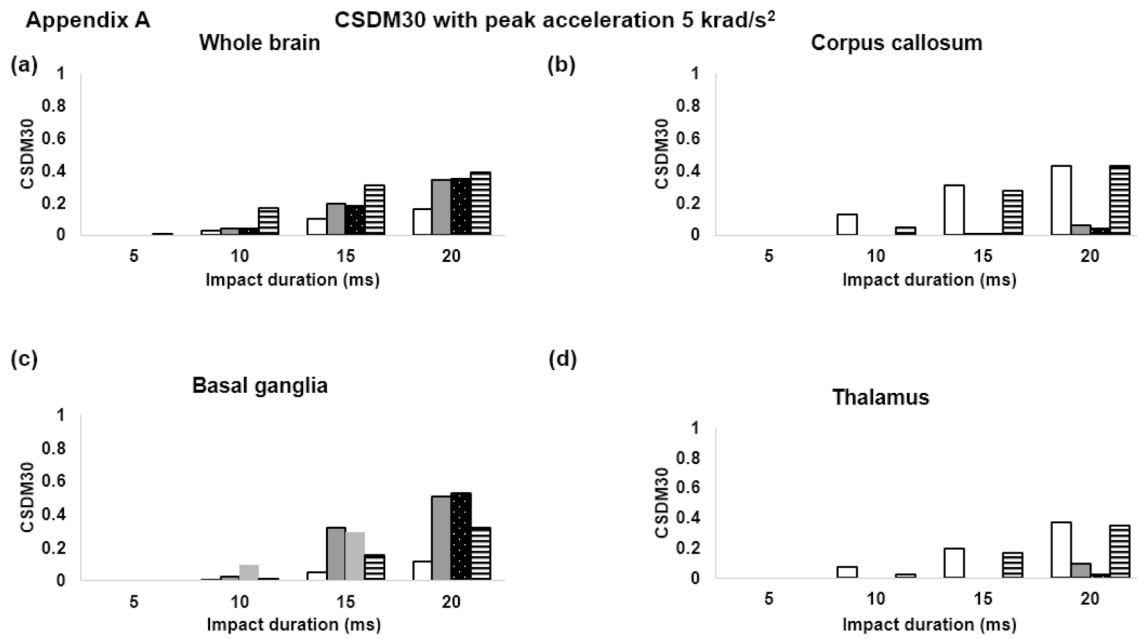 Appendix A
CSDM30 with peak acceleration 5 krad/s²
Whole brain
(a)
1
0.8
0.6
0.4
0.2
0
CSDM30
5 10 15 20
Impact duration (ms)
Corpus callosum
(b)
1
0.8
0.6
0.4
0.2
0
CSDM30
5 10 15 20
Impact duration (ms)
(c)
Basal ganglia
1
0.8
0.6
0.4
0.2
0
CSDM30
5 10 15 20
Impact duration (ms)
(d)
Thalamus
1
0.8
0.6
0.4
0.2
0
CSDM30
5 10 15 20
Impact duration (ms)